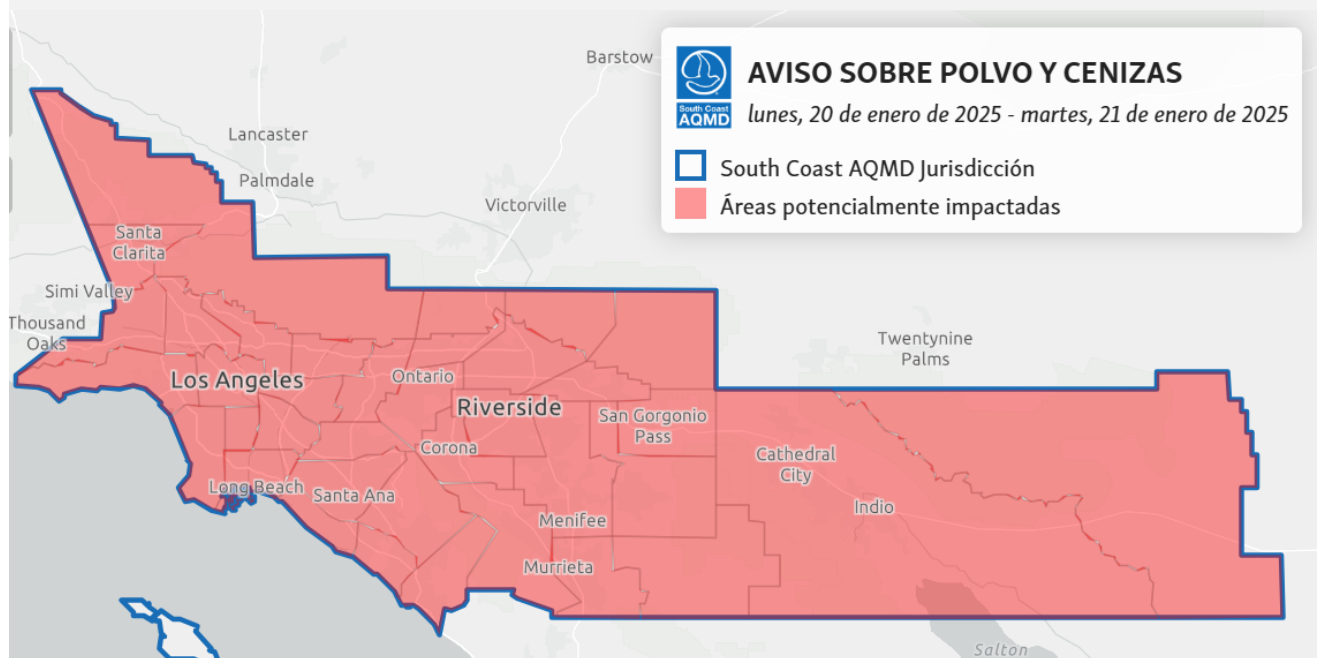 Barstow
South Coast
AQMD
AVISO SOBRE POLVO Y CENIZAS
lunes, 20 de enero de 2025 - martes, 21 de enero de 2025
South Coast AQMD Jurisdicción
Áreas potencialmente impactadas
Lancaster
Palmdale
Victorville
Santa
Clarita
Simi Valley
Thousand
Oaks
Twentynine
Palms
Los Angeles
Ontario
Riverside
San Gorgonio
Pass
Corona
Cathedral
City
Long Beach
Santa Ana
Indio
Menifee
Murrieta
Salton